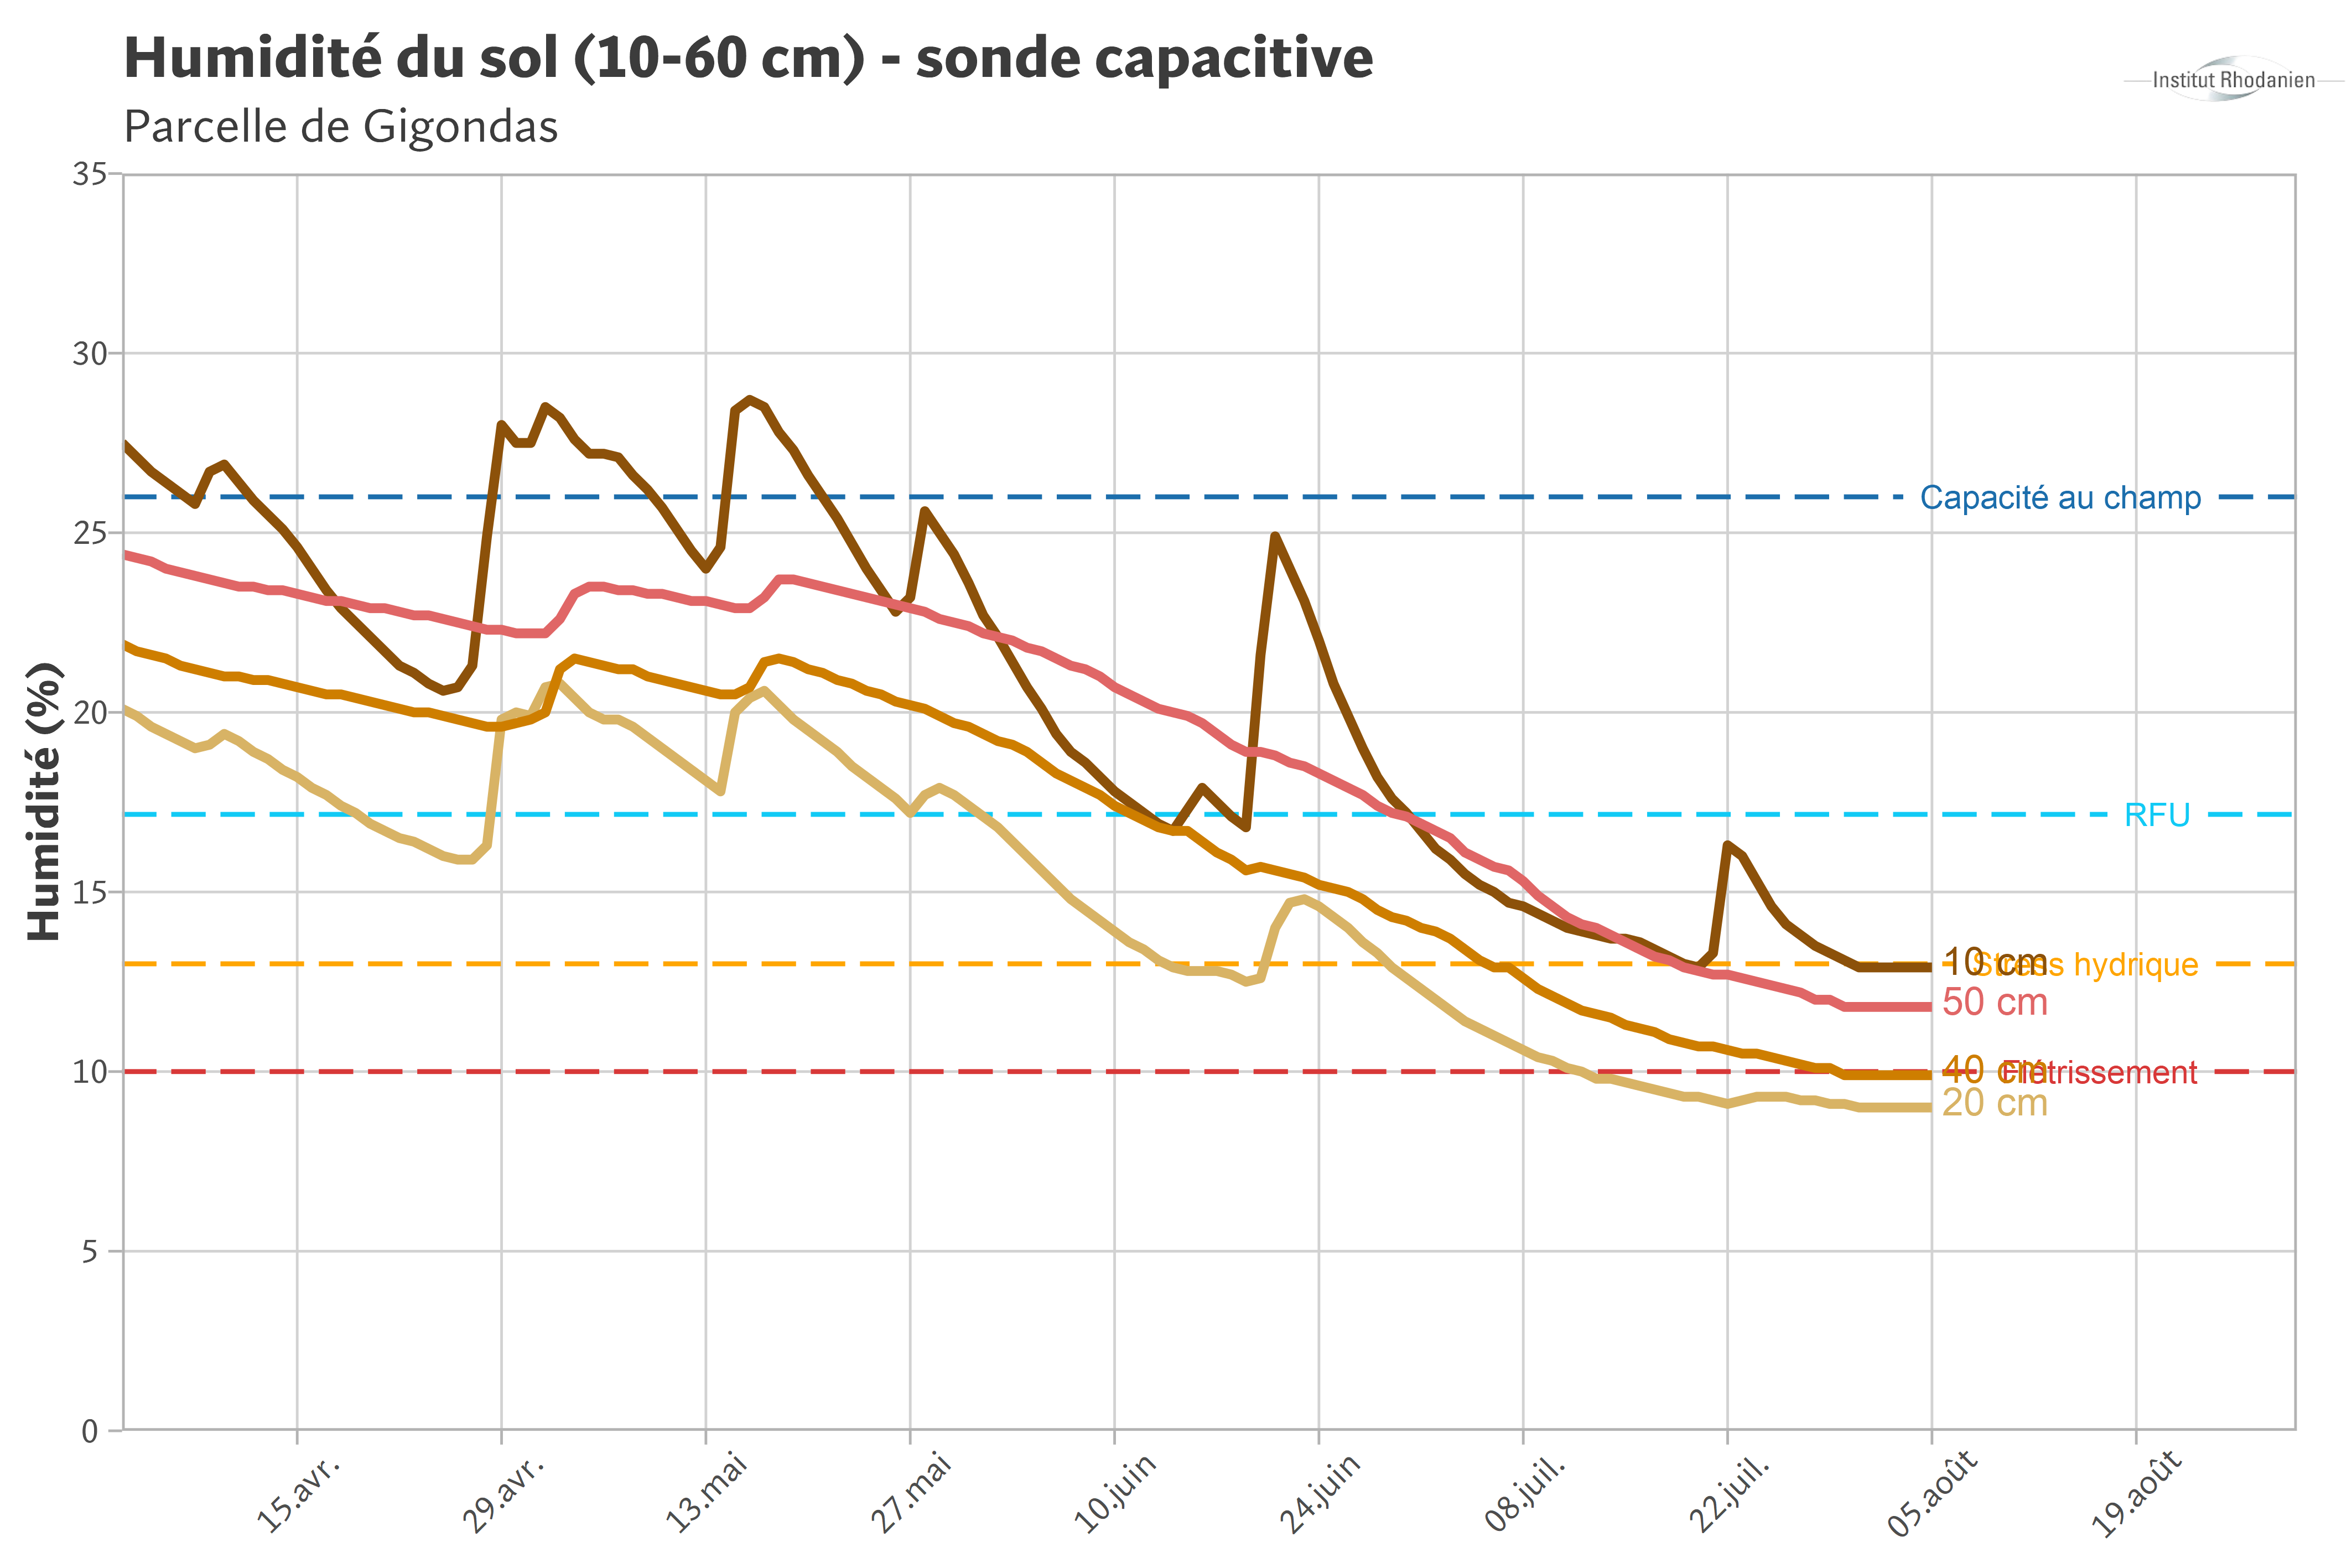 Humidité du sol (10-60 cm) - sonde capacitive
Institut Rhodanien
Parcelle de Gigondas
Humidité (%)
35
30
25
20
15
10
5
0
Capacité au champ
RFU
10 cm
Stress hydrique
50 cm
40 cm
Flétrissement
20 cm
15.avr.
29.avr.
13.mai
27.mai
10.juin
24.juin
08.juil.
22.juil.
05.août
19.août